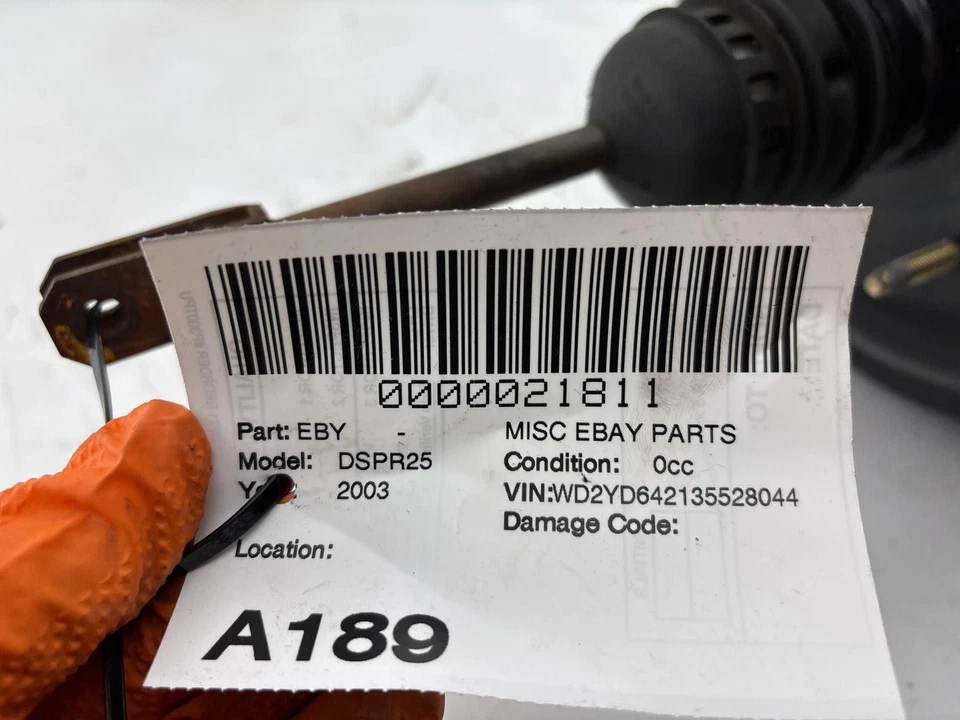 0000021811
Part: EBY - MISC EBAY PARTS
Model: DSPR25 Condition: 0cc
2003 VIN:WD2YD642135528044
Damage Code:
Location:
A189